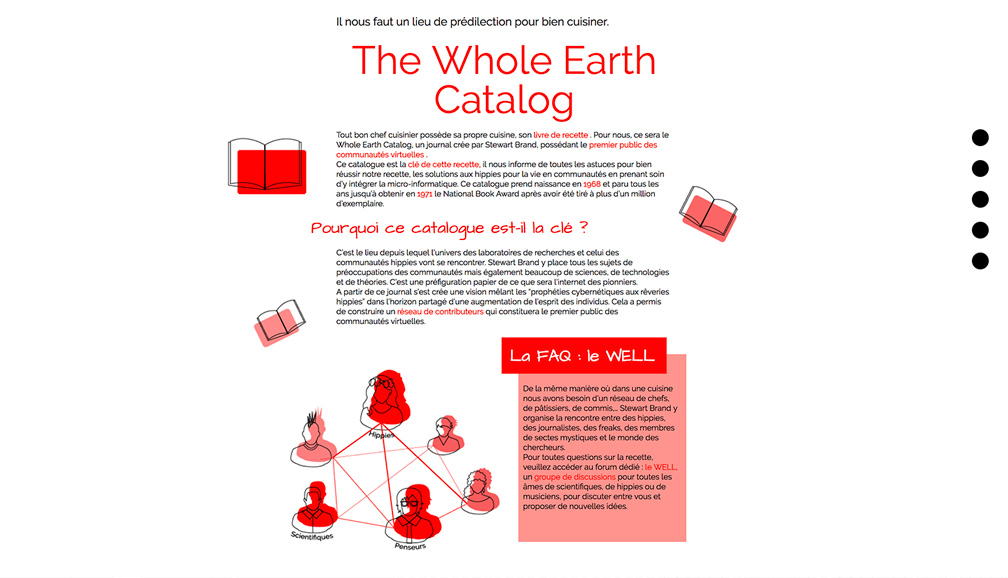 Il nous faut un lieu de prédilection pour bien cuisiner.
The Whole Earth
Catalog
Tout bon chef cuisinier possède sa propre cuisine, son livre de recette . Pour nous, ce sera le
Whole Earth Catalog, un journal crée par Stewart Brand, possédant le premier public des
communautés virtuelles .
Ce catalogue est la clé de cette recette, il nous informe de toutes les astuces pour bien
réussir notre recette, les solutions aux hippies pour la vie en communautés en prenant soin
d'y intégrer la micro-informatique. Ce catalogue prend naissance en 1968 et paru tous les
ans jusqu'à obtenir en 1971 le National Book Award après avoir été tiré à plus d'un million
d'exemplaire.
Pourquoi ce catalogue est-il la clé ?
C'est le lieu depuis lequel l'univers des laboratoires de recherches et celui des
communautés hippies vont se rencontrer. Stewart Brand y place tous les sujets de
préoccupations des communautés mais également beaucoup de sciences, de technologies
et de théories. C'est une préfiguration papier de ce que sera l'internet des pionniers.
A partir de ce journal s'est crée une vision mêlant les "prophéties cybernétiques aux rêveries
hippies" dans l'horizon partagé d'une augmentation de l'esprit des individus. Cela a permis
de construire un réseau de contributeurs qui constituera le premier public des
communautés virtuelles.
La FAQ : le WELL
De la même manière où dans une cuisine
nous avons besoin d'un réseau de chefs,
de pâtissiers, de commis,... Stewart Brand y
organise la rencontre entre des hippies,
des journalistes, des freaks, des membres
de sectes mystiques et le monde des
chercheurs.
Pour toutes questions sur la recette,
veuillez accéder au forum dédié : le WELL,
un groupe de discussions pour toutes les
âmes de scientifiques, de hippies ou de
musiciens, pour discuter entre vous et
proposer de nouvelles idées.
Hippies
Scientifiques
Penseurs